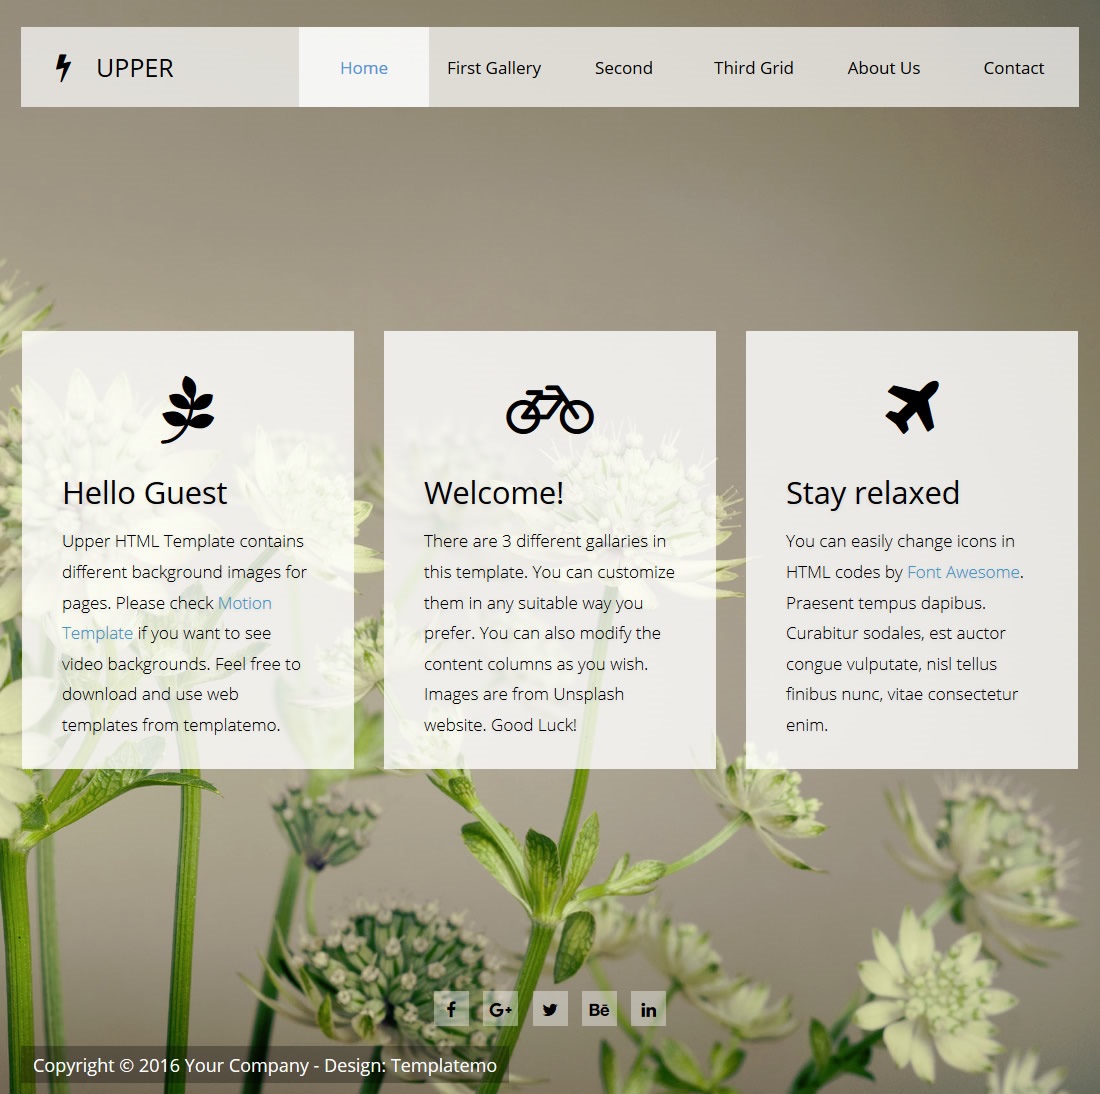 UPPER
Home
First Gallery
Second
Third Grid
About Us
Contact
Hello Guest
Upper HTML Template contains
different background images for
pages. Please check Motion
Template if you want to see
video backgrounds. Feel free to
download and use web
templates from templatemo.
Welcome!
There are 3 different gallaries in
this template. You can customize
them in any suitable way you
prefer. You can also modify the
content columns as you wish.
Images are from Unsplash
website. Good Luck!
Stay relaxed
You can easily change icons in
HTML codes by Font Awesome.
Praesent tempus dapibus.
Curabitur sodales, est auctor
congue vulputate, nisl tellus
finibus nunc, vitae consectetur
enim.
f G+ Bē in
Copyright © 2016 Your Company - Design: Templatemo